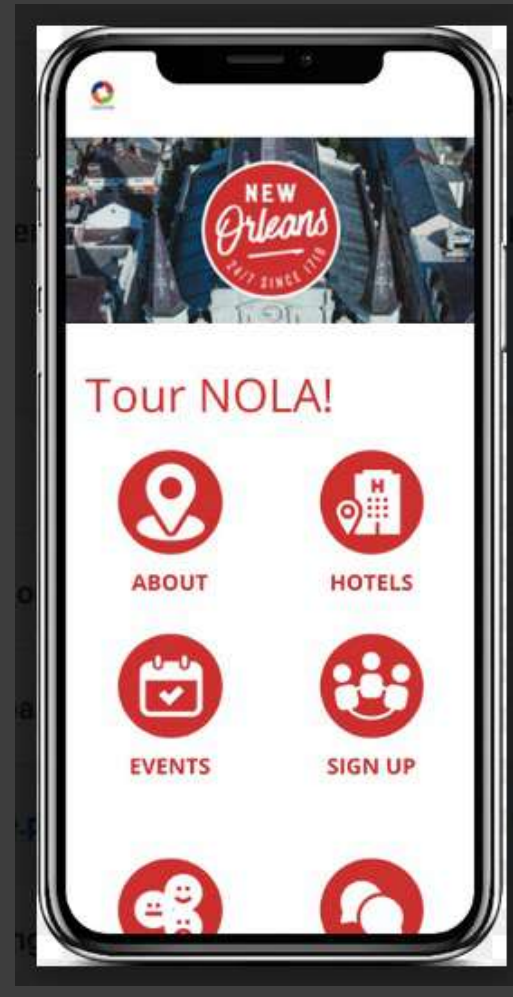 NEW
Orleans
24/7 SINCE 1718
Tour NOLA!
ABOUT
HOTELS
H
EVENTS
SIGN UP